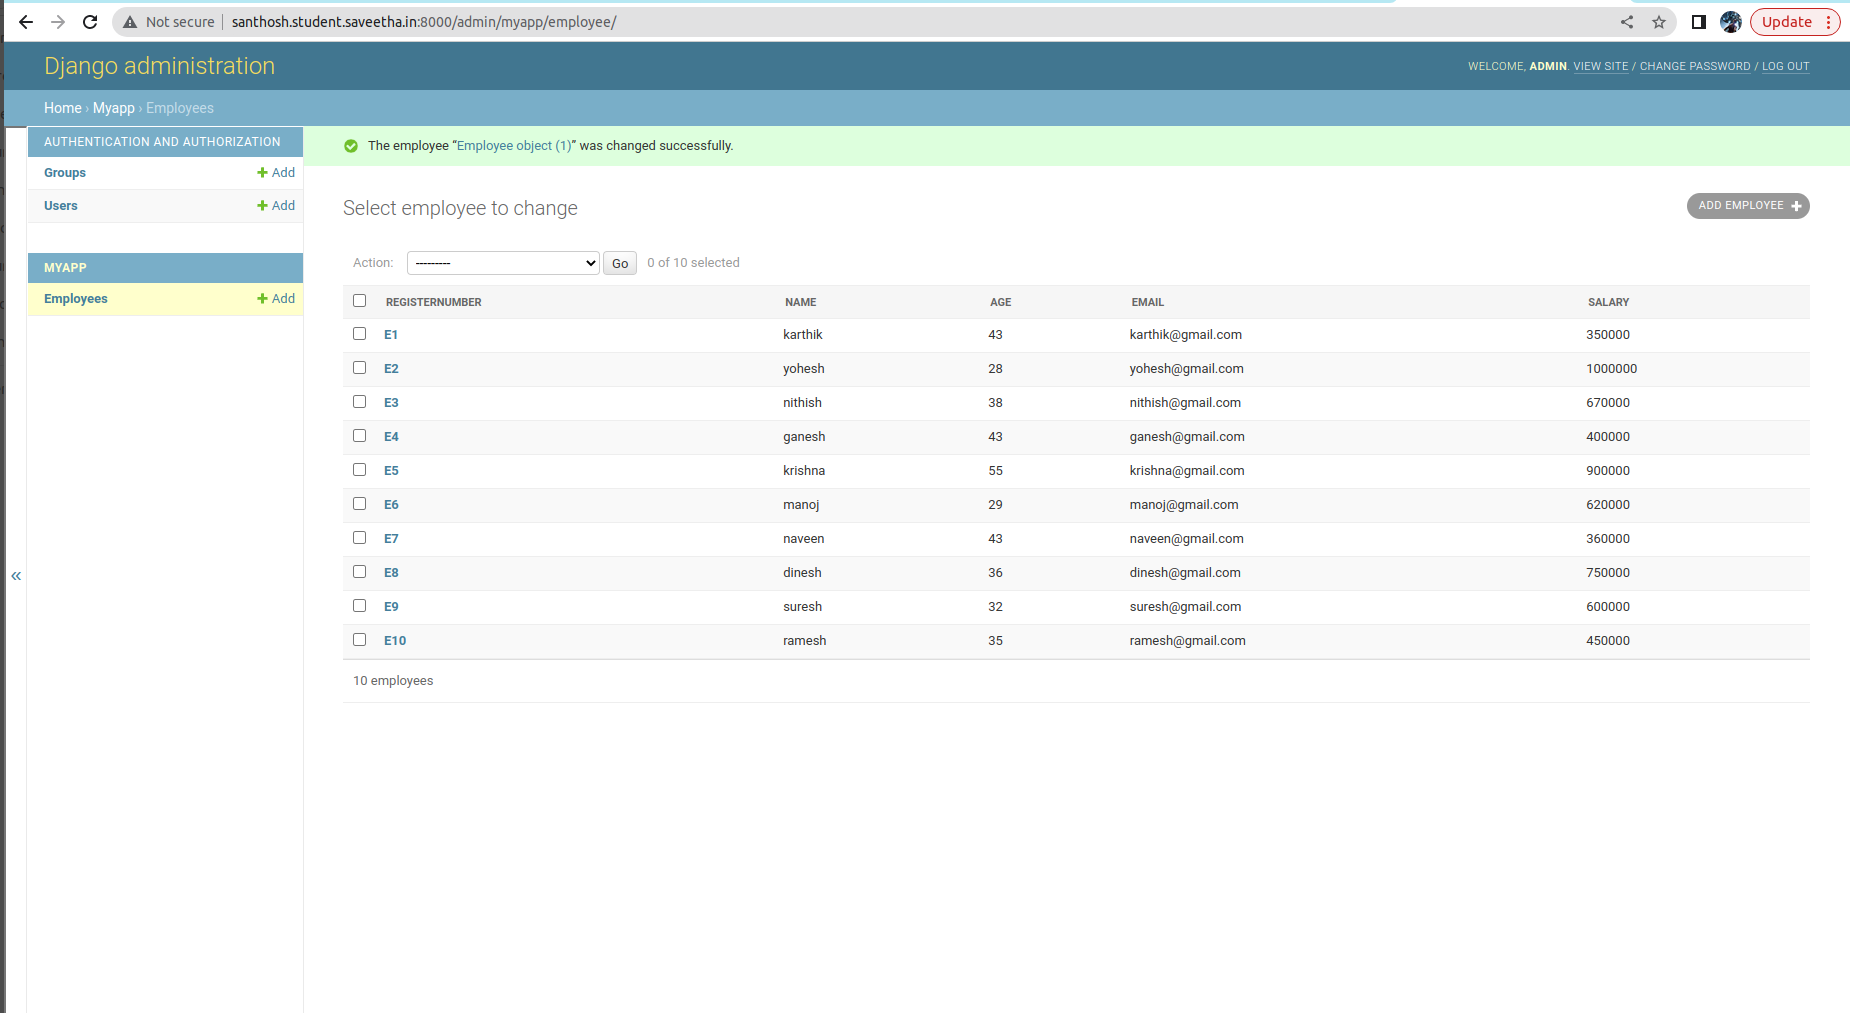 Not secure | santhosh.student.saveetha.in:8000/admin/myapp/employee/ Update
Django administration
WELCOME, ADMIN. VIEW SITE / CHANGE PASSWORD / LOG OUT
Home › Myapp › Employees
AUTHENTICATION AND AUTHORIZATION
Groups + Add
Users + Add
MYAPP
Employees + Add
«
The employee “Employee object (1)” was changed successfully.
Select employee to change
ADD EMPLOYEE +
Action: --------- Go 0 of 10 selected
REGISTERNUMBER NAME AGE EMAIL SALARY
E1 karthik 43 karthik@gmail.com 350000
E2 yohesh 28 yohesh@gmail.com 1000000
E3 nithish 38 nithish@gmail.com 670000
E4 ganesh 43 ganesh@gmail.com 400000
E5 krishna 55 krishna@gmail.com 900000
E6 manoj 29 manoj@gmail.com 620000
E7 naveen 43 naveen@gmail.com 360000
E8 dinesh 36 dinesh@gmail.com 750000
E9 suresh 32 suresh@gmail.com 600000
E10 ramesh 35 ramesh@gmail.com 450000
10 employees